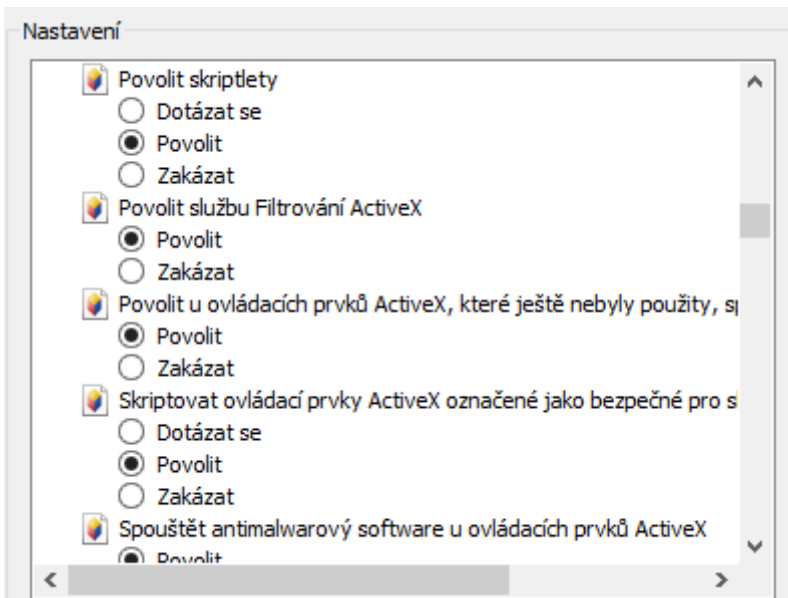 Nastavení
Povolit skriptlety
Dotázat se
Povolit
Zakázat
Povolit službu Filtrování ActiveX
Povolit
Zakázat
Povolit u ovládacích prvků ActiveX, které ještě nebyly použity,
Povolit
Zakázat
Skriptovat ovládací prvky ActiveX označené jako bezpečné pro
Dotázat se
Povolit
Zakázat
Spouštět antimalwarový software u ovládacích prvků ActiveX
Povolit